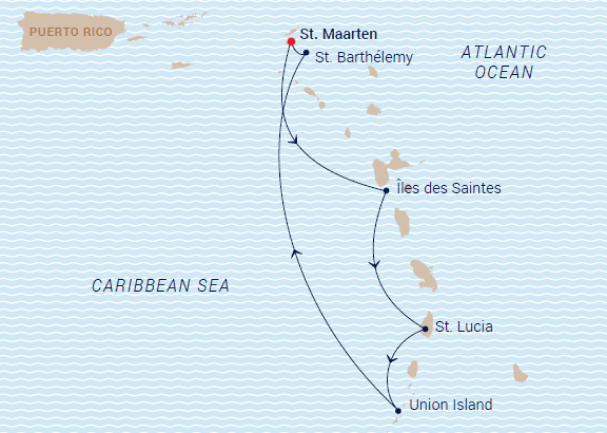 PUERTO RICO
St. Maarten
St. Barthélemy
ATLANTIC
OCEAN
Îles des Saintes
CARIBBEAN SEA
St. Lucia
Union Island